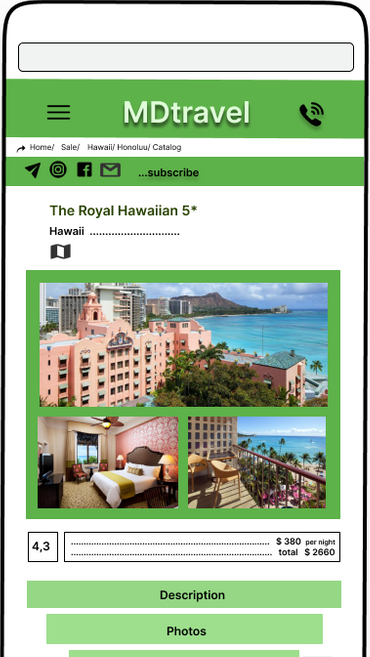 MDtravel
Home/ Sale/ Hawaii/ Honoluu/ Catalog
...subscribe
The Royal Hawaiian 5*
Hawaii ..............................
4,3
$ 380 per night
total $ 2660
Description
Photos